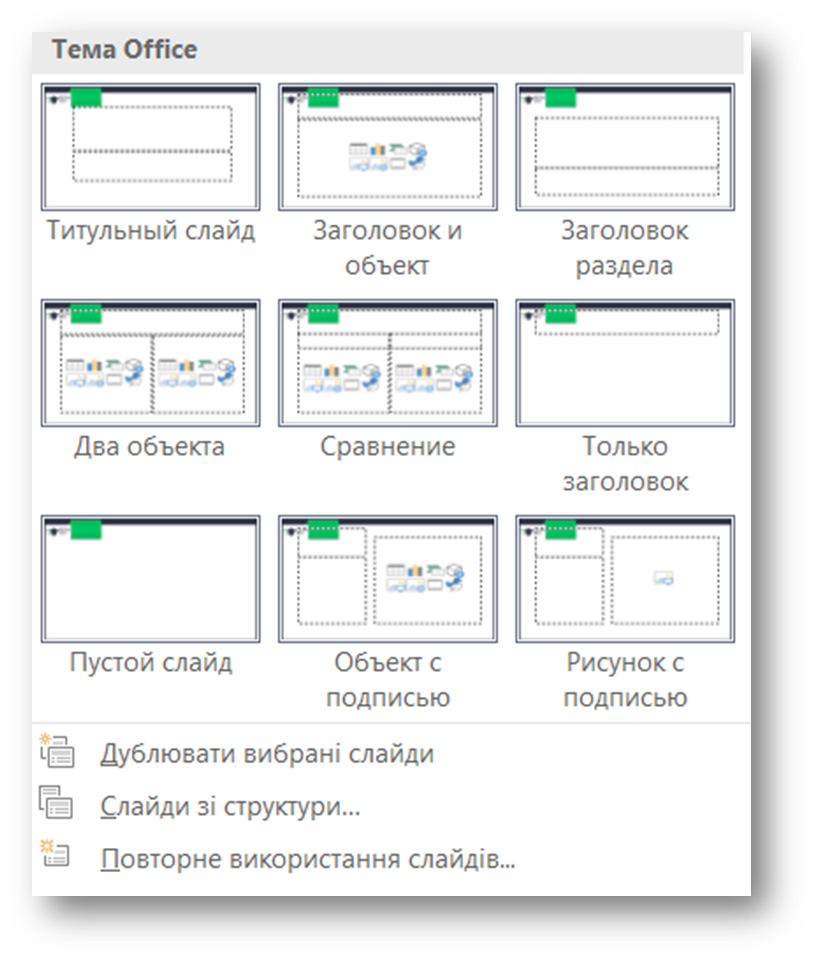 Тема Office
Титульный слайд
Заголовок и
объект
Заголовок
раздела
Два объекта
Сравнение
Только
заголовок
Пустой слайд
Объект с
подписью
Рисунок с
подписью
Дублювати вибрані слайди
Слайди зі структури...
Повторне використання слайдів...